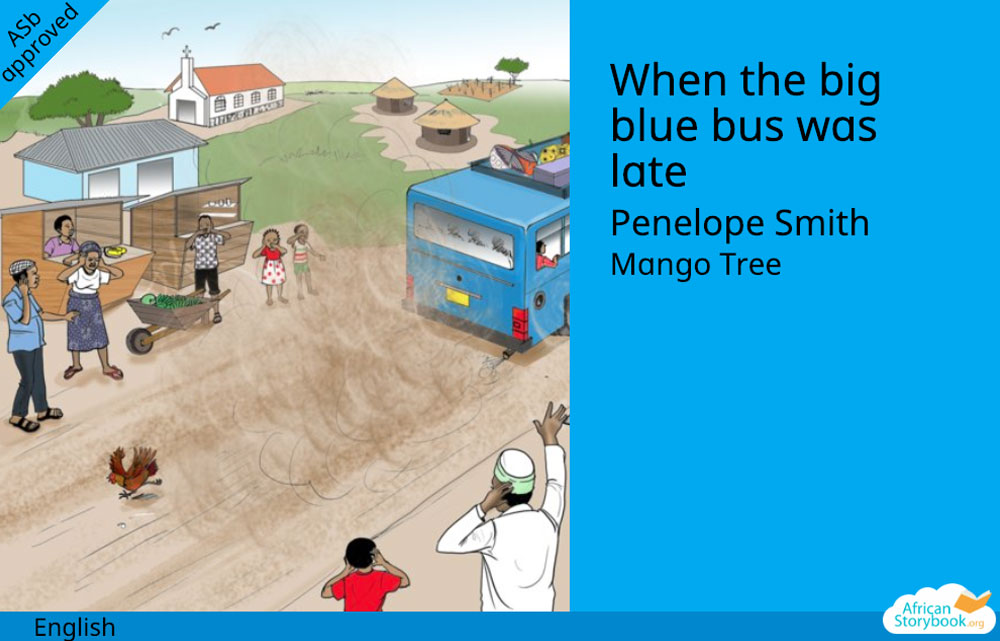 ASb
approved
When the big
blue bus was
late
Penelope Smith
Mango Tree
English
African
Storybook.org